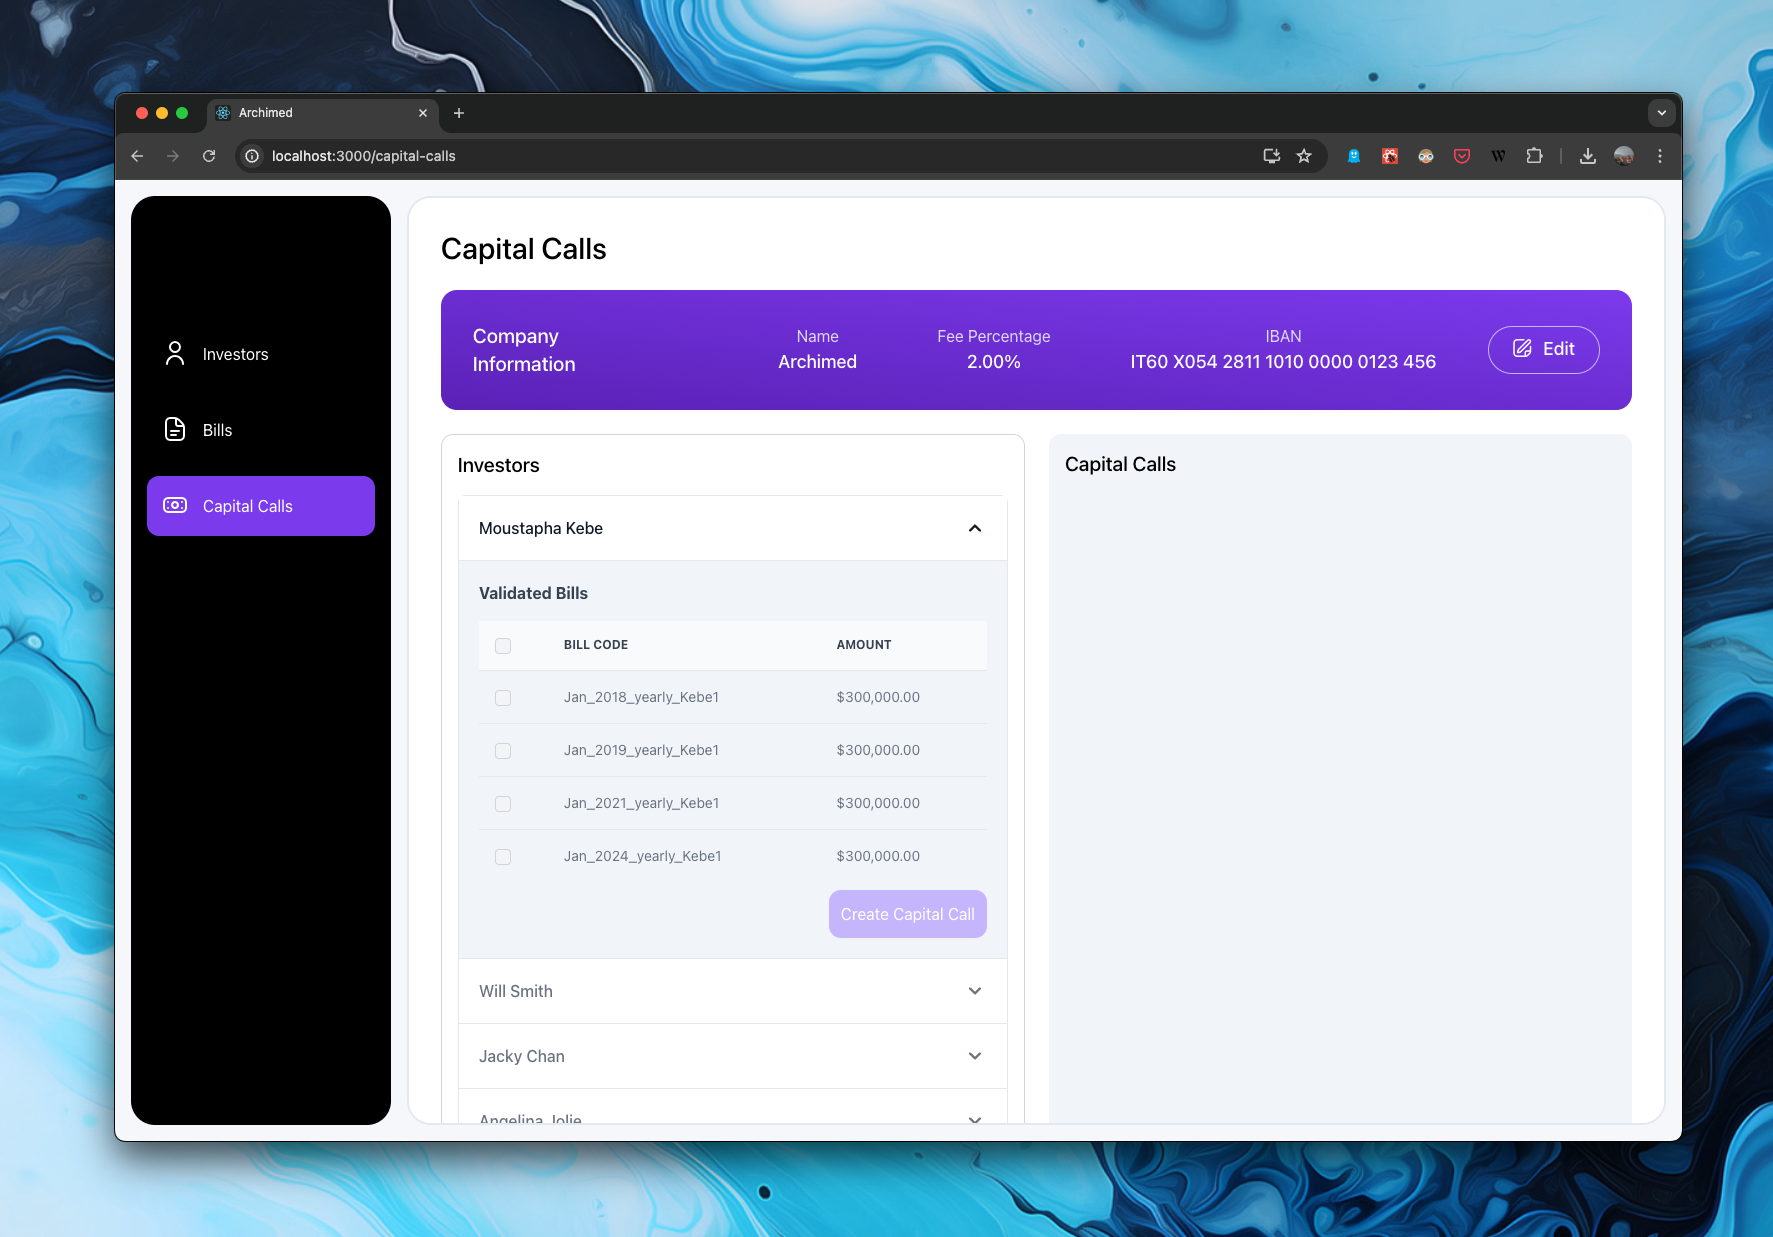 Archimed
localhost:3000/capital-calls
W
Investors
Bills
Capital Calls
Capital Calls
Company
Information
Name
Archimed
Fee Percentage
2.00%
IBAN
IT60 X054 2811 1010 0000 0123 456
Edit
Investors
Moustapha Kebe
Validated Bills
BILL CODE AMOUNT
Jan_2018_yearly_Kebe1 $300,000.00
Jan_2019_yearly_Kebe1 $300,000.00
Jan_2021_yearly_Kebe1 $300,000.00
Jan_2024_yearly_Kebe1 $300,000.00
Create Capital Call
Will Smith
Jacky Chan
Angelina Jolie
Capital Calls